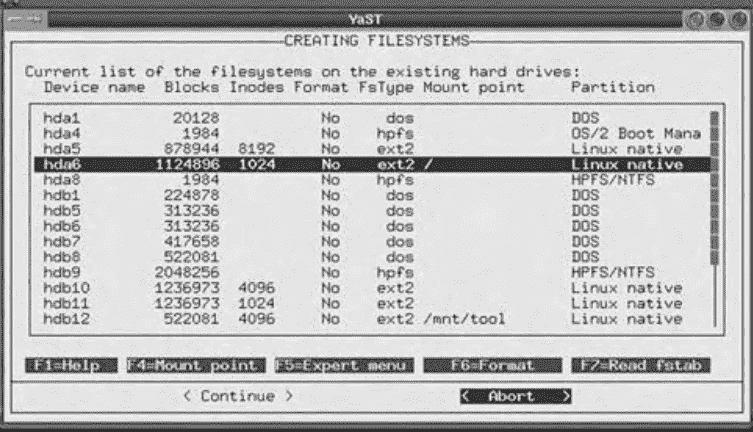 YaST
CREATING FILESYSTEMS
Current list of the filesystems on the existing hard drives:
Device name Blocks Inodes Format FsType Mount point Partition
hda1 20128 No dos DOS
hda4 1984 No hpfs OS/2 Boot Mana
hda5 878944 8192 No ext2 Linux native
hda6 1124896 1024 No ext2 / Linux native
hda8 1984 No hpfs HPFS/NTFS
hdb1 224878 No dos DOS
hdb5 313236 No dos DOS
hdb6 313236 No dos DOS
hdb7 417658 No dos DOS
hdb8 522081 No dos DOS
hdb9 2048256 No hpfs HPFS/NTFS
hdb10 1236973 4096 No ext2 Linux native
hdb11 1236973 1024 No ext2 Linux native
hdb12 522081 4096 No ext2 /mnt/tool Linux native
F1=Help F4=Mount point F5=Expert menu F6=Format F7=Read fstab
< Continue > < Abort >